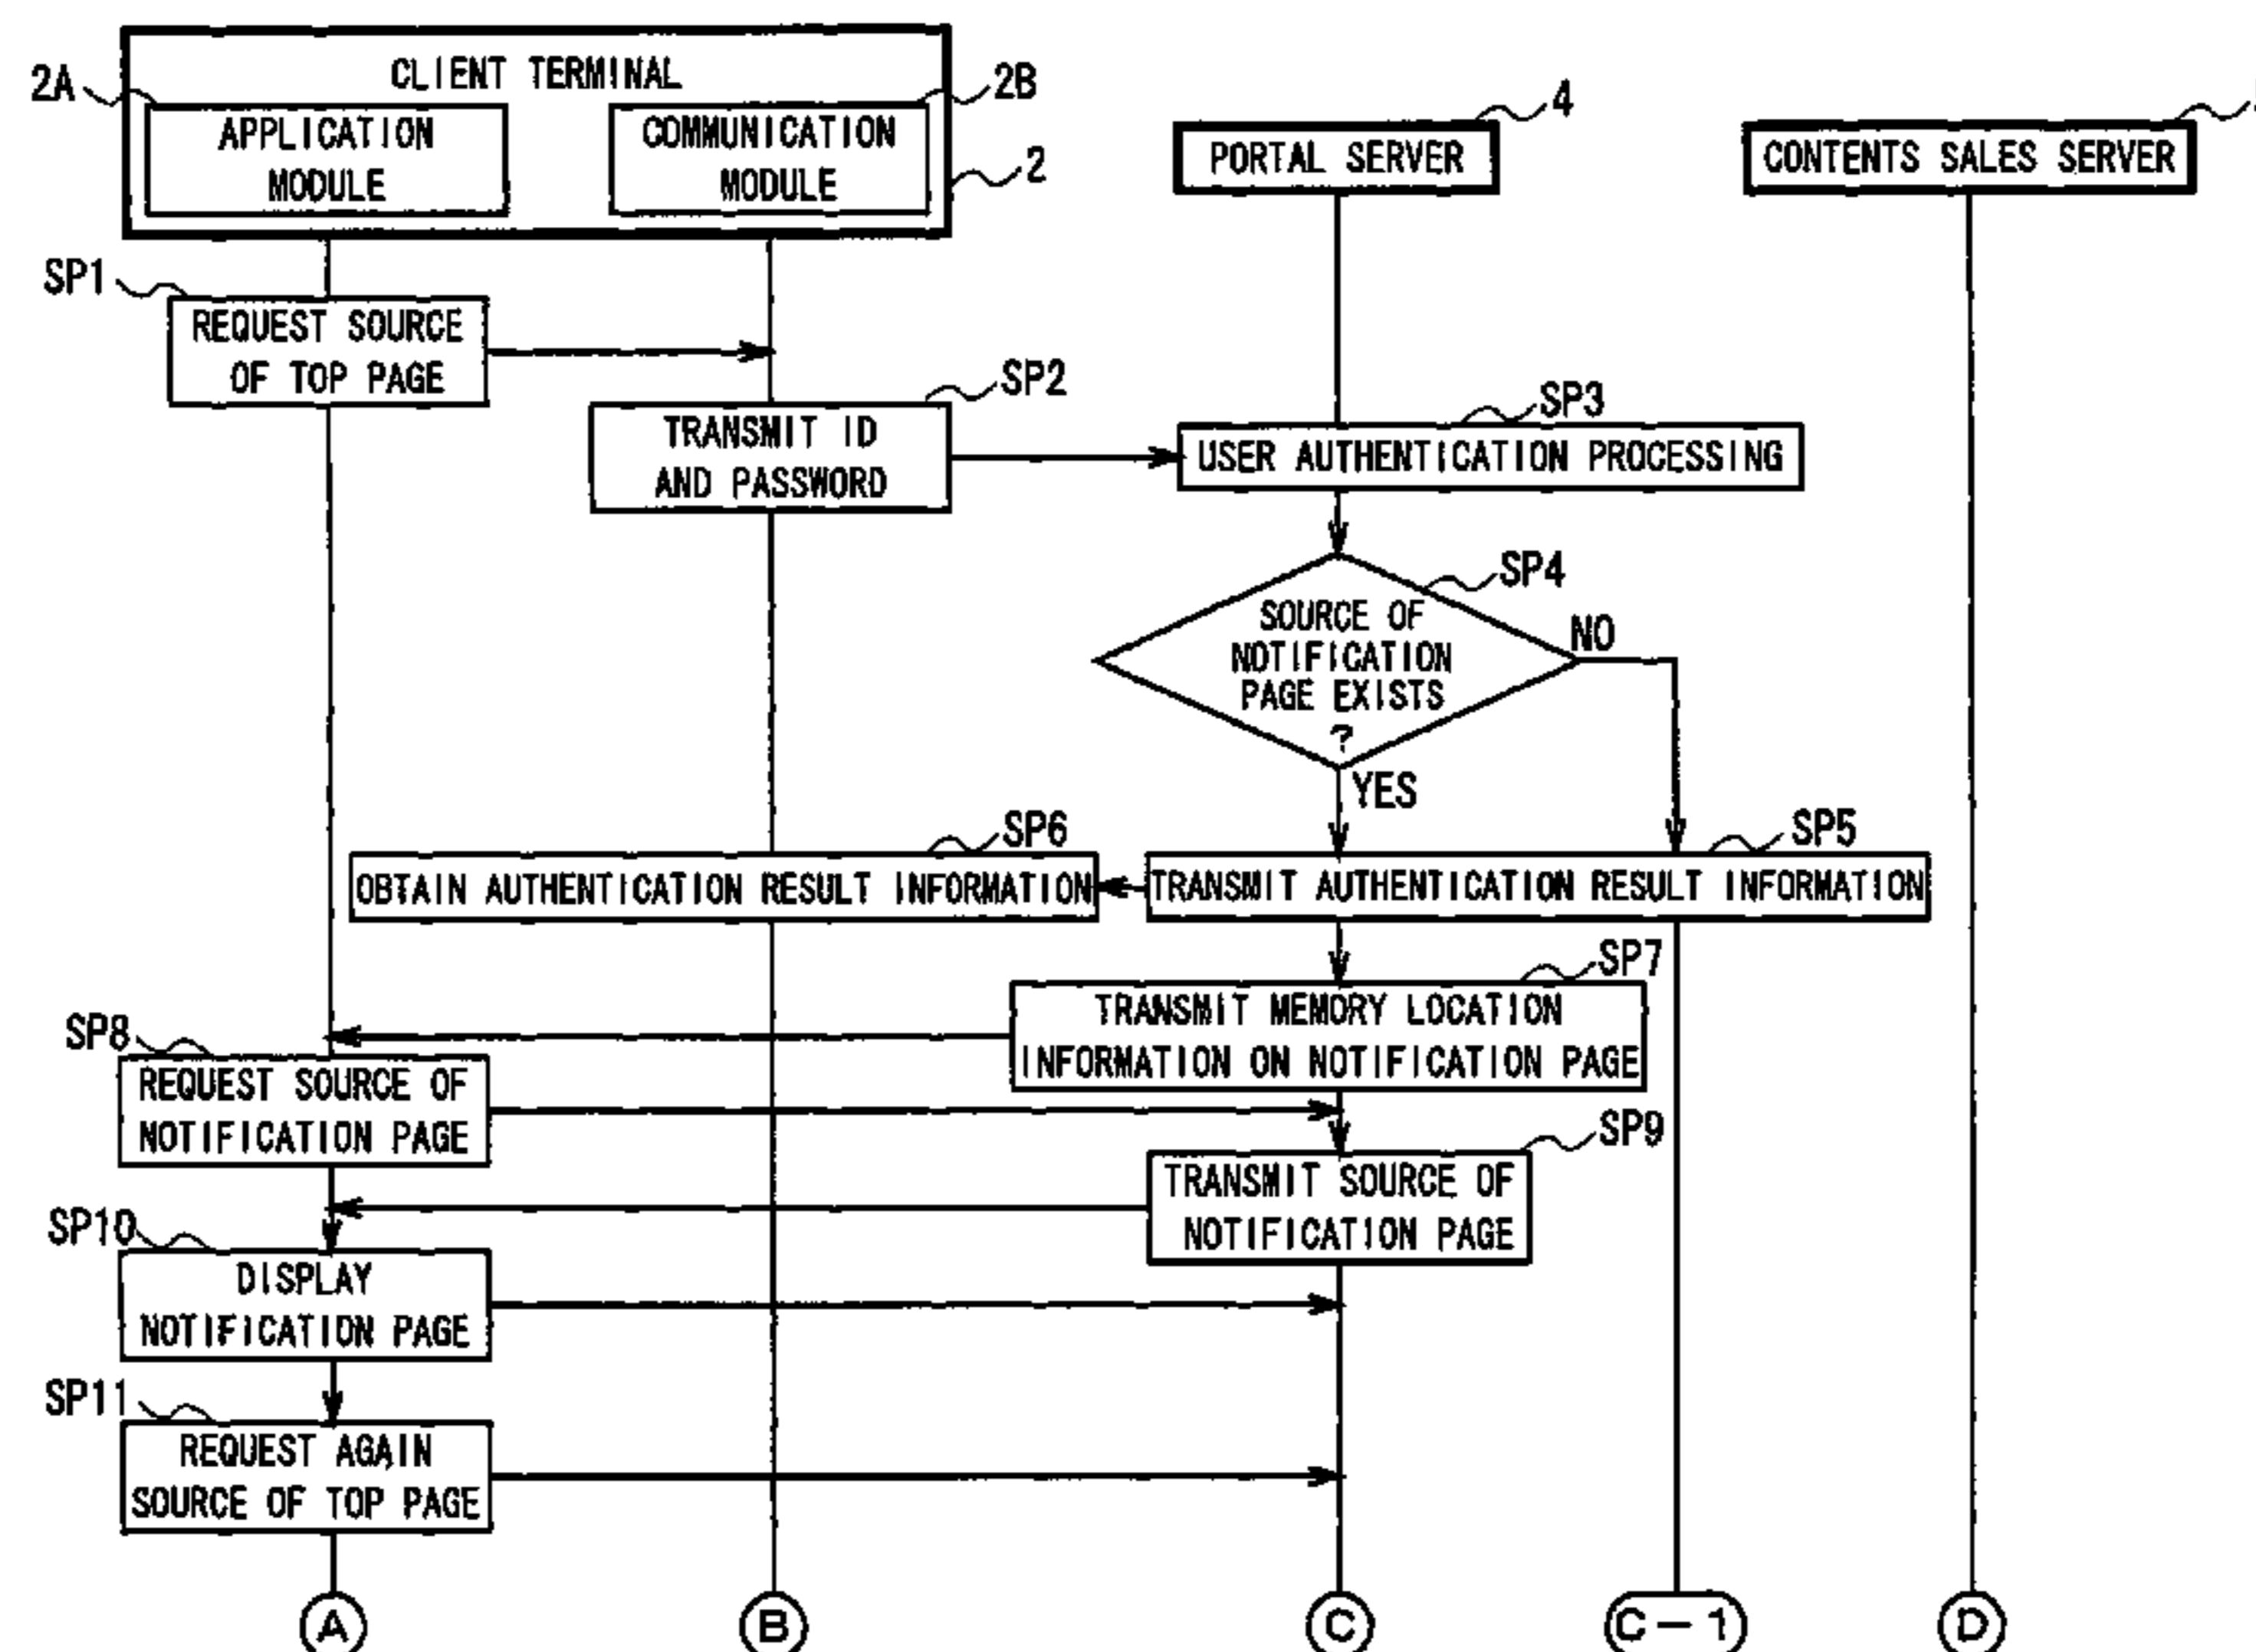 CLIENT TERMINAL
2A
2B
APPLICATION
MODULE
COMMUNICATION
MODULE
2
4
PORTAL SERVER
CONTENTS SALES SERVER
SP1
REQUEST SOURCE
OF TOP PAGE
SP2
TRANSMIT ID
AND PASSWORD
SP3
USER AUTHENTICATION PROCESSING
SP4
SOURCE OF
NOTIFICATION
PAGE EXISTS
?
NO
YES
SP6
OBTAIN AUTHENTICATION RESULT INFORMATION
SP5
TRANSMIT AUTHENTICATION RESULT INFORMATION
SP7
TRANSMIT MEMORY LOCATION
INFORMATION ON NOTIFICATION PAGE
SP8
REQUEST SOURCE OF
NOTIFICATION PAGE
SP9
TRANSMIT SOURCE OF
NOTIFICATION PAGE
SP10
DISPLAY
NOTIFICATION PAGE
SP11
REQUEST AGAIN
SOURCE OF TOP PAGE
A
B
C
C-1
D